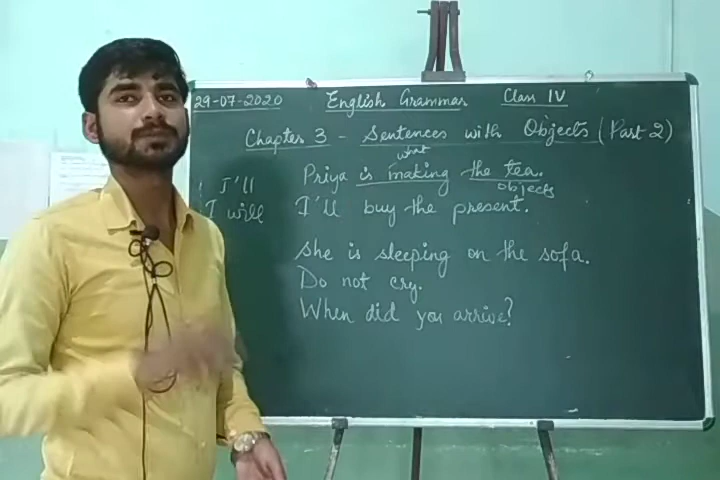 29-07-2020 English Grammar Class IV
Chapter 3 - Sentences with Objects (Part 2)
what
Priya is making the tea.
objects
I'll
I will
I'll buy the present.
She is sleeping on the sofa.
Do not cry.
When did you arrive?